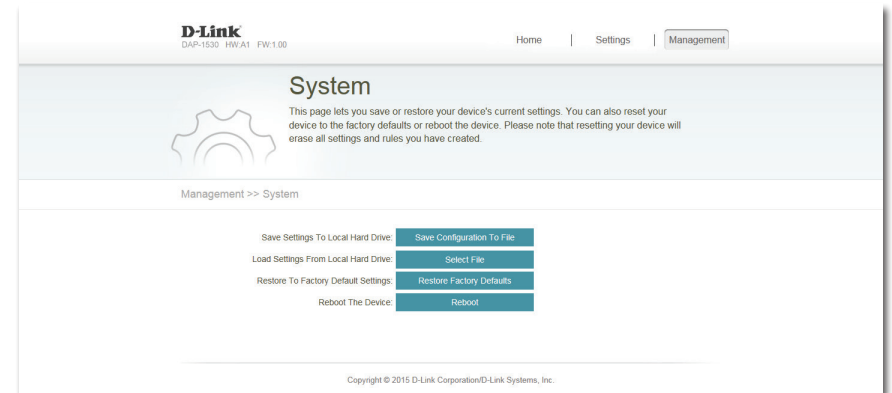 D-Link
DAP-1530 HW:A1 FW:1.00
Home | Settings | Management
System
This page lets you save or restore your device's current settings. You can also reset your
device to the factory defaults or reboot the device. Please note that resetting your device will
erase all settings and rules you have created.
Management >> System
Save Settings To Local Hard Drive: Save Configuration To File
Load Settings From Local Hard Drive: Select File
Restore To Factory Default Settings: Restore Factory Defaults
Reboot The Device: Reboot
Copyright © 2015 D-Link Corporation/D-Link Systems, Inc.